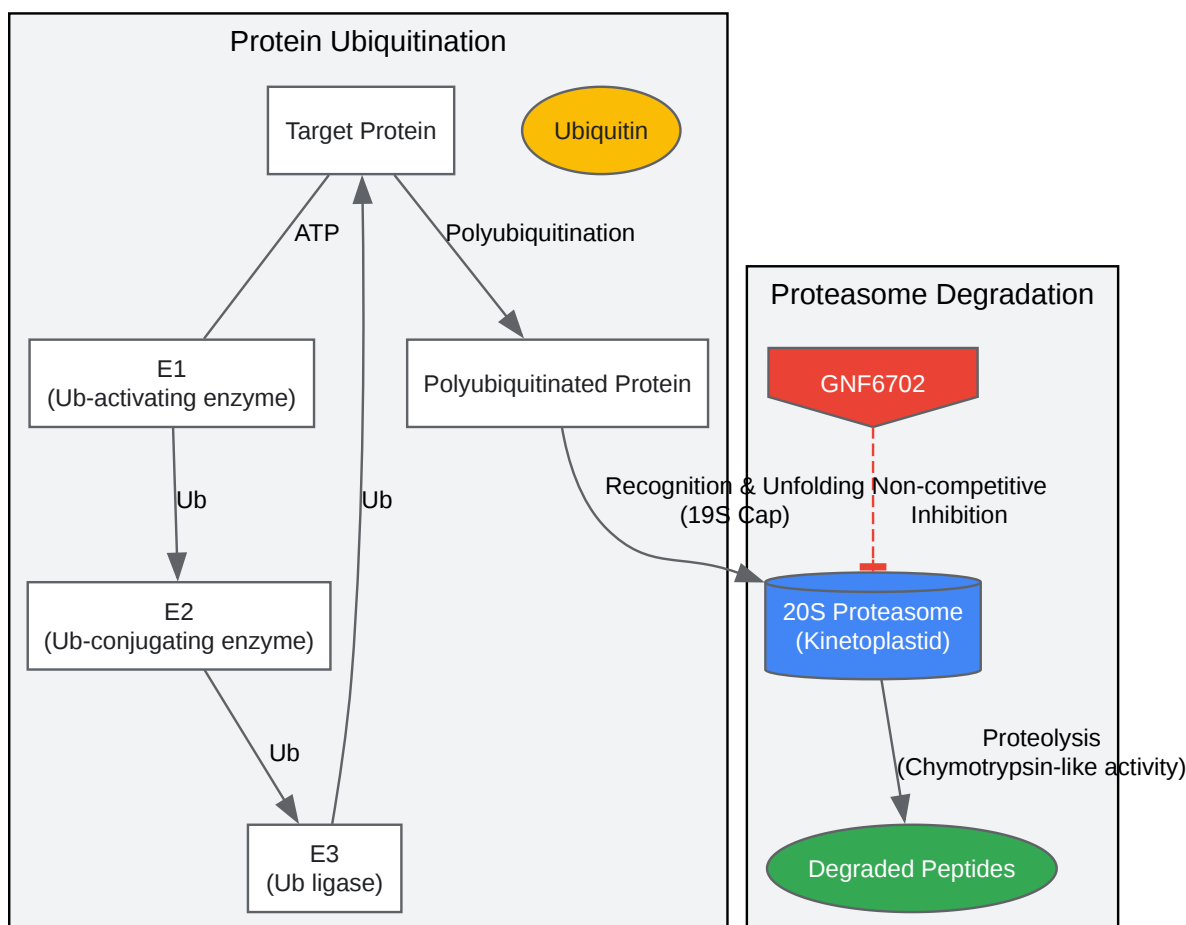 Protein Ubiquitination
Target Protein
Ubiquitin
ATP
Polyubiquitination
Proteasome Degradation
E1
(Ub-activating enzyme)
Polyubiquitinated Protein
GNF6702
Ub
Ub
Recognition & Unfolding
(19S Cap)
Non-competitive
Inhibition
E2
(Ub-conjugating enzyme)
20S Proteasome
(Kinetoplastid)
Ub
Proteolysis
(Chymotrypsin-like activity)
E3
(Ub ligase)
Degraded Peptides